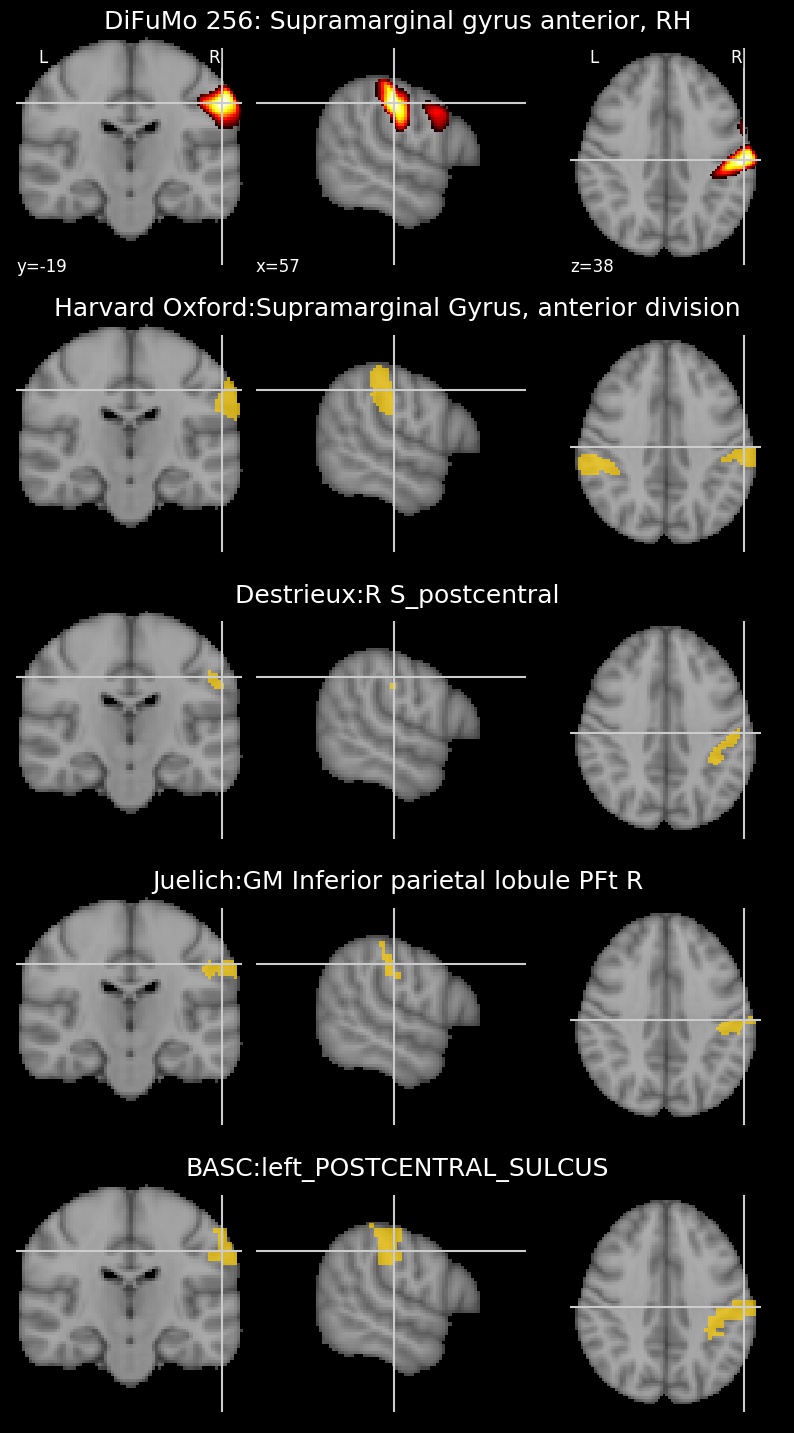 DiFuMo 256: Supramarginal gyrus anterior, RH
L R L R
y=-19 x=57 z=38
Harvard Oxford:Supramarginal Gyrus, anterior division
Destrieux:R S_postcentral
Juelich:GM Inferior parietal lobule PFt R
BASC:left_POSTCENTRAL_SULCUS